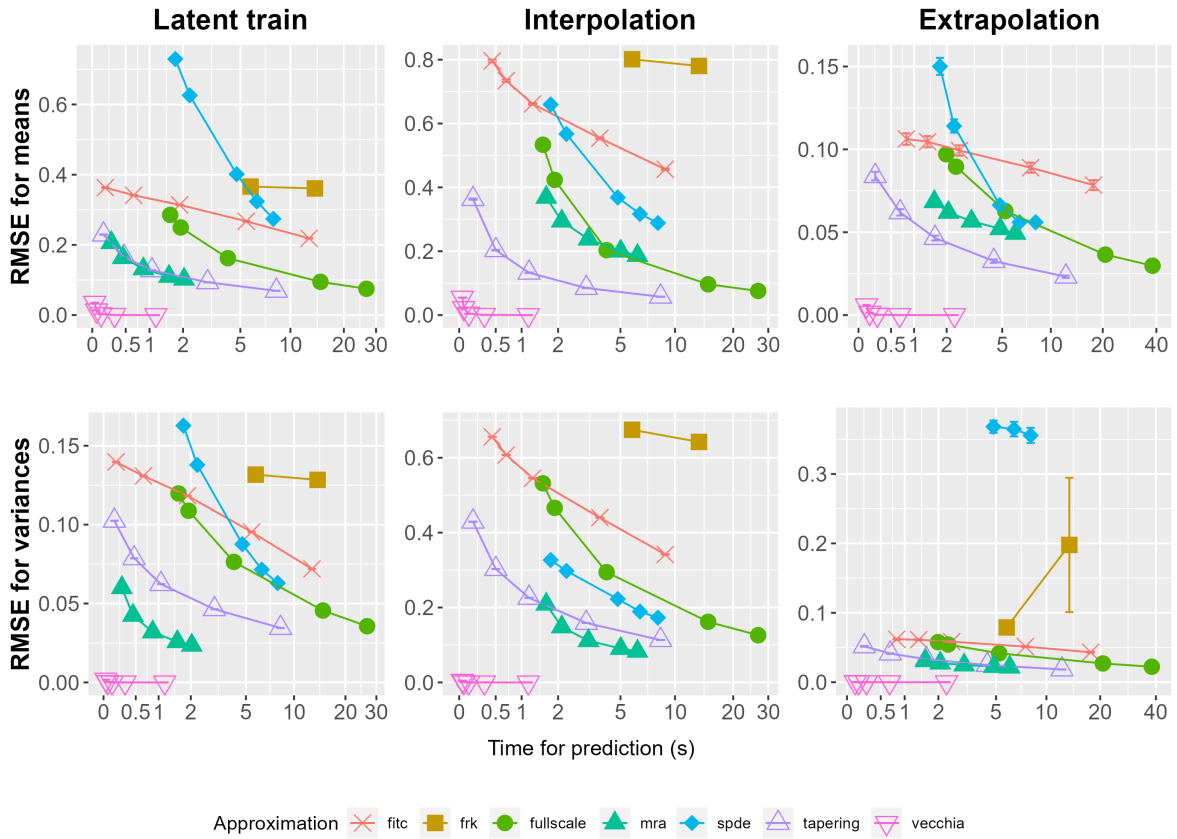 Latent train Interpolation Extrapolation
RMSE for means
0.6
0.4
0.2
0.0
0 0.5 1 2 5 10 20 30
0.8
0.6
0.4
0.2
0.0
0 0.5 1 2 5 10 20 30
0.15
0.10
0.05
0.00
0 0.5 1 2 5 10 20 40
RMSE for variances
0.15
0.10
0.05
0.00
0 0.5 1 2 5 10 20 30
0.6
0.4
0.2
0.0
0 0.5 1 2 5 10 20 30
0.3
0.2
0.1
0.0
0 0.5 1 2 5 10 20 40
Time for prediction (s)
Approximation fitc frk fullscale mra spde tapering vecchia